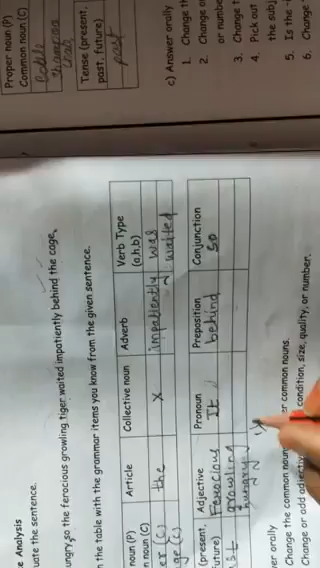 Proper noun (P)
Common noun (C)
Tense (present,
past, future)
past
c) Answer orally
1. Change th
2. Change o
or numbe
3. Change t
4. Pick out
the subj
5. Is the
6. Change
e Analysis
uate the sentence.
ungry, so the ferocious growling tiger waited impatiently behind the cage.
n the table with the grammar items you know from the given sentence.
noun (P)
n noun (C)
Article
Collective noun
Adverb
Verb Type
(a,h,b)
er (C)
the
x
impatiently
was
ge (C)
waited
(present,
uture)
Adjective
Pronoun
Preposition
Conjunction
st
Ferocious
It
behind
so
growling
hungry
ver orally
Change the common noun
er common nouns.
Change or add adjectiv
condition, size, quality, or number.